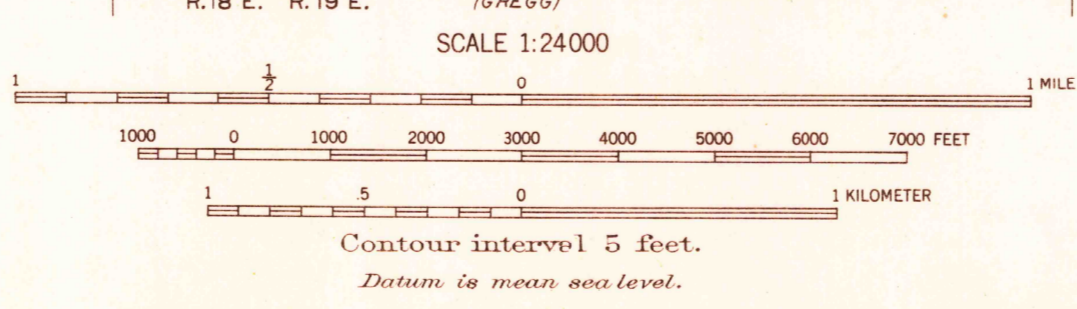 R.18 E. R.19 E. (GREGG)
SCALE 1:24000
1 1/2 0 1 MILE
1000 0 1000 2000 3000 4000 5000 6000 7000 FEET
1 .5 0 1 KILOMETER
Contour interval 5 feet.
Datum is mean sea level.